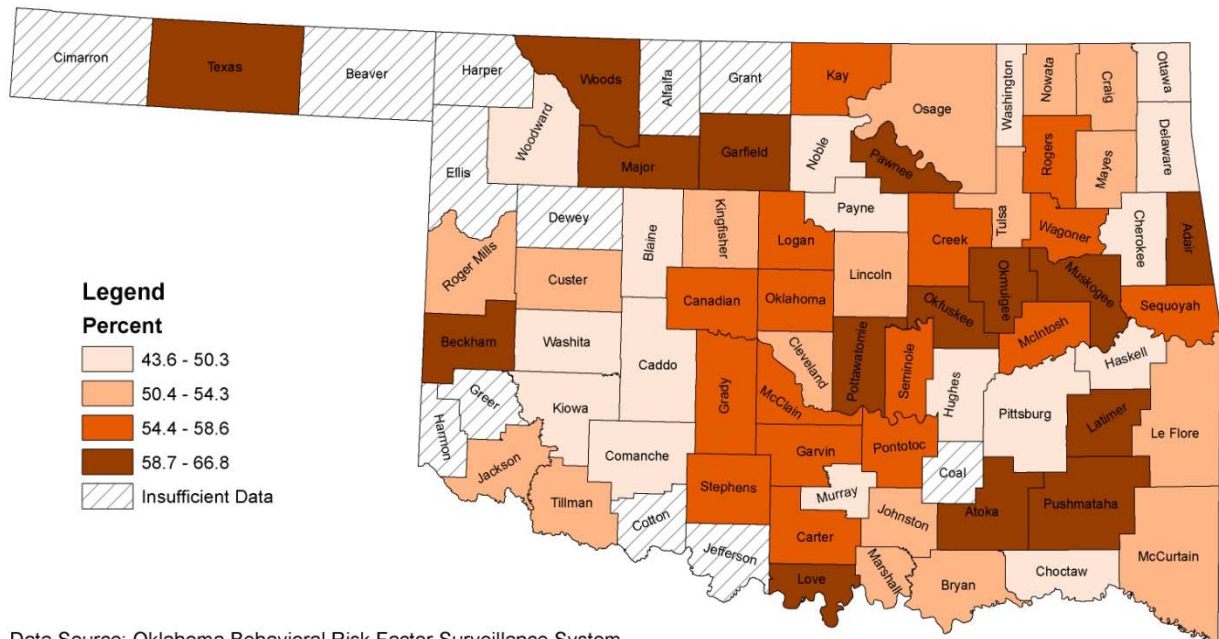 Cimarron
Texas
Beaver
Harper
Woods
Alfalfa
Grant
Kay
Osage
Washington
Nowata
Craig
Ottawa
Ellis
Woodward
Major
Garfield
Noble
Pawnee
Rogers
Mayes
Delaware
Dewey
Blaine
Kingfisher
Logan
Payne
Creek
Tulsa
Wagoner
Cherokee
Adair
Roger Mills
Custer
Canadian
Oklahoma
Lincoln
Okfuskee
Okmulgee
Muskogee
McIntosh
Sequoyah
Legend
Percent
43.6 - 50.3
50.4 - 54.3
54.4 - 58.6
58.7 - 66.8
Insufficient Data
Beckham
Washita
Caddo
Grady
Cleveland
Pottawatomie
Seminole
Hughes
Pittsburg
Haskell
Latimer
Le Flore
Harmon
Greer
Kiowa
Comanche
McClain
Garvin
Pontotoc
Coal
Jackson
Tillman
Cotton
Stephens
Murray
Johnston
Atoka
Pushmataha
McCurtain
Jefferson
Carter
Love
Marshall
Bryan
Choctaw
Data Source: Oklahoma Behavioral Risk Factor Surveillance System